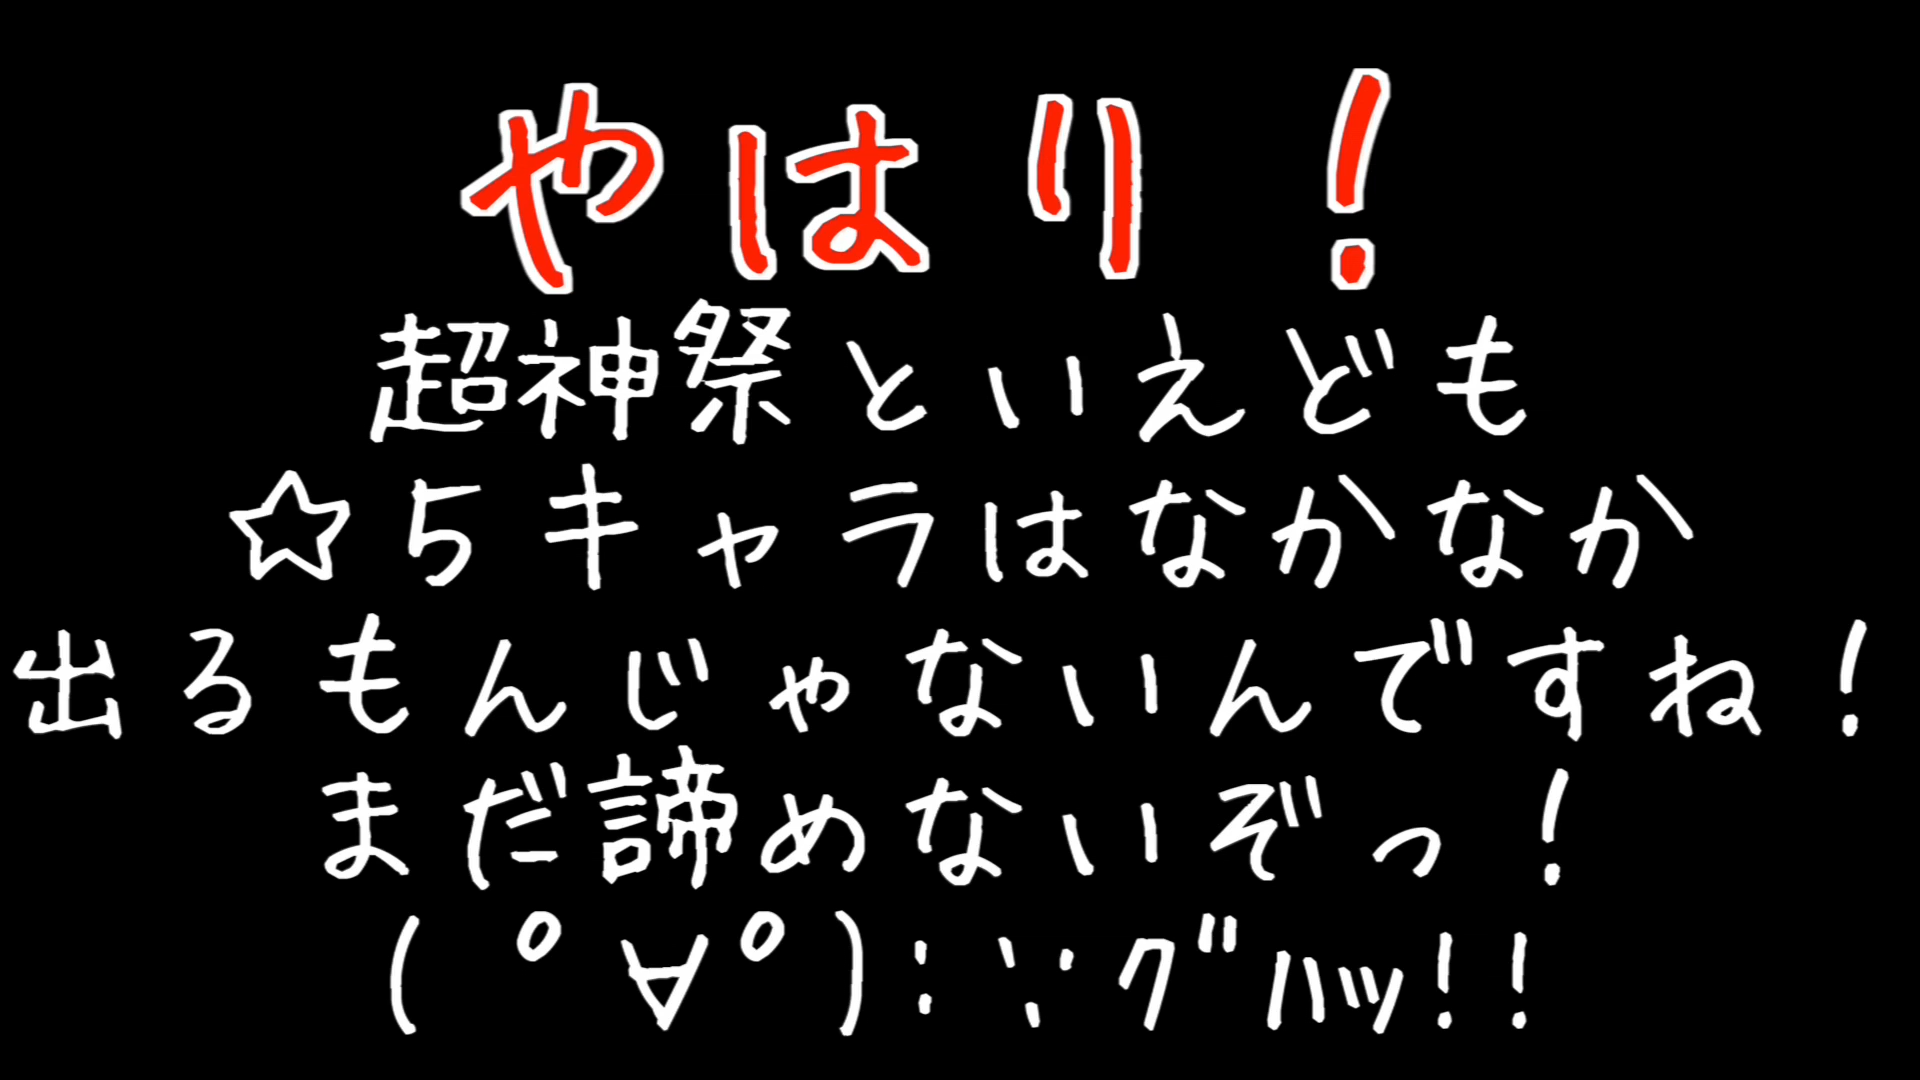 やはり！
超神祭といえども
☆５キャラはなかなか
出るもんじゃないんですね！
まだ諦めないぞっ！
( ﾟ∀ﾟ):∵ｸﾞﾊｯ!!